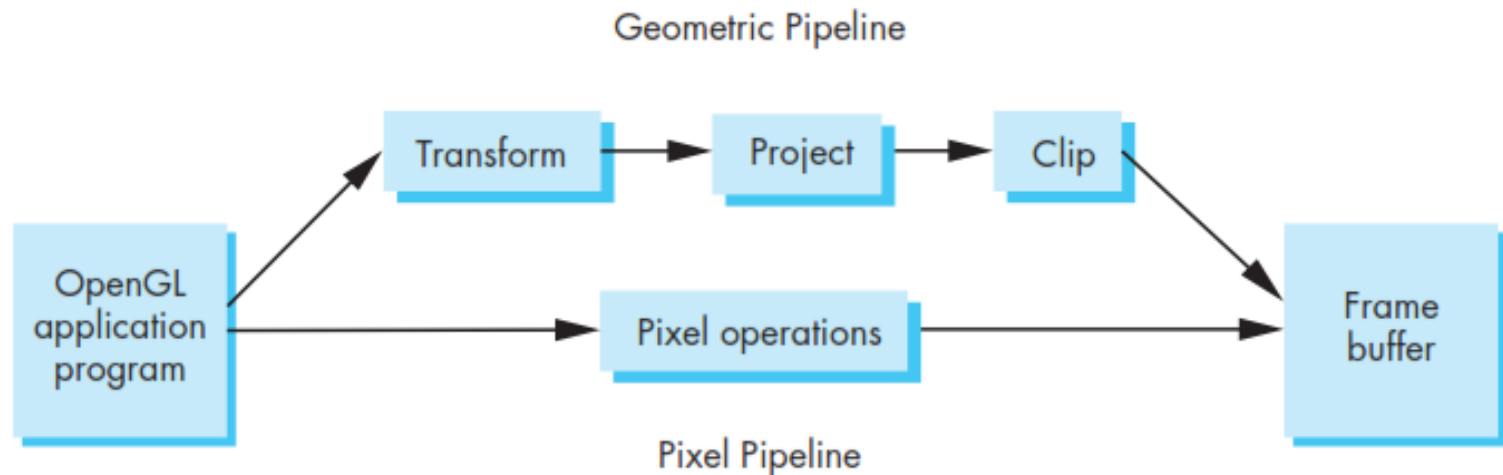 Geometric Pipeline
Transform
Project
Clip
OpenGL
application
program
Pixel operations
Frame
buffer
Pixel Pipeline